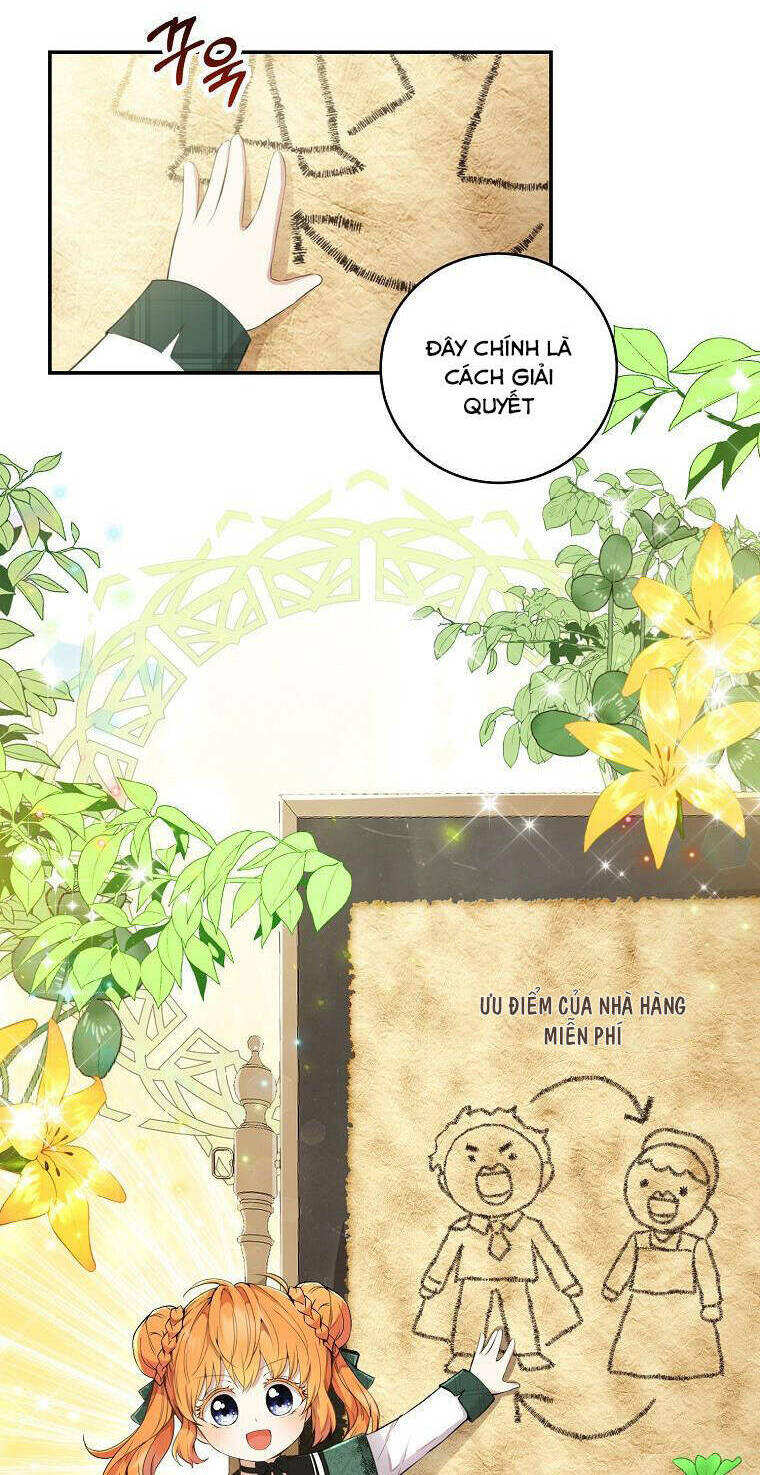 꾸욱
ĐÂY CHÍNH LÀ
CÁCH GIẢI
QUYẾT
ƯU ĐIỂM CỦA NHÀ HÀNG
MIỄN PHÍ